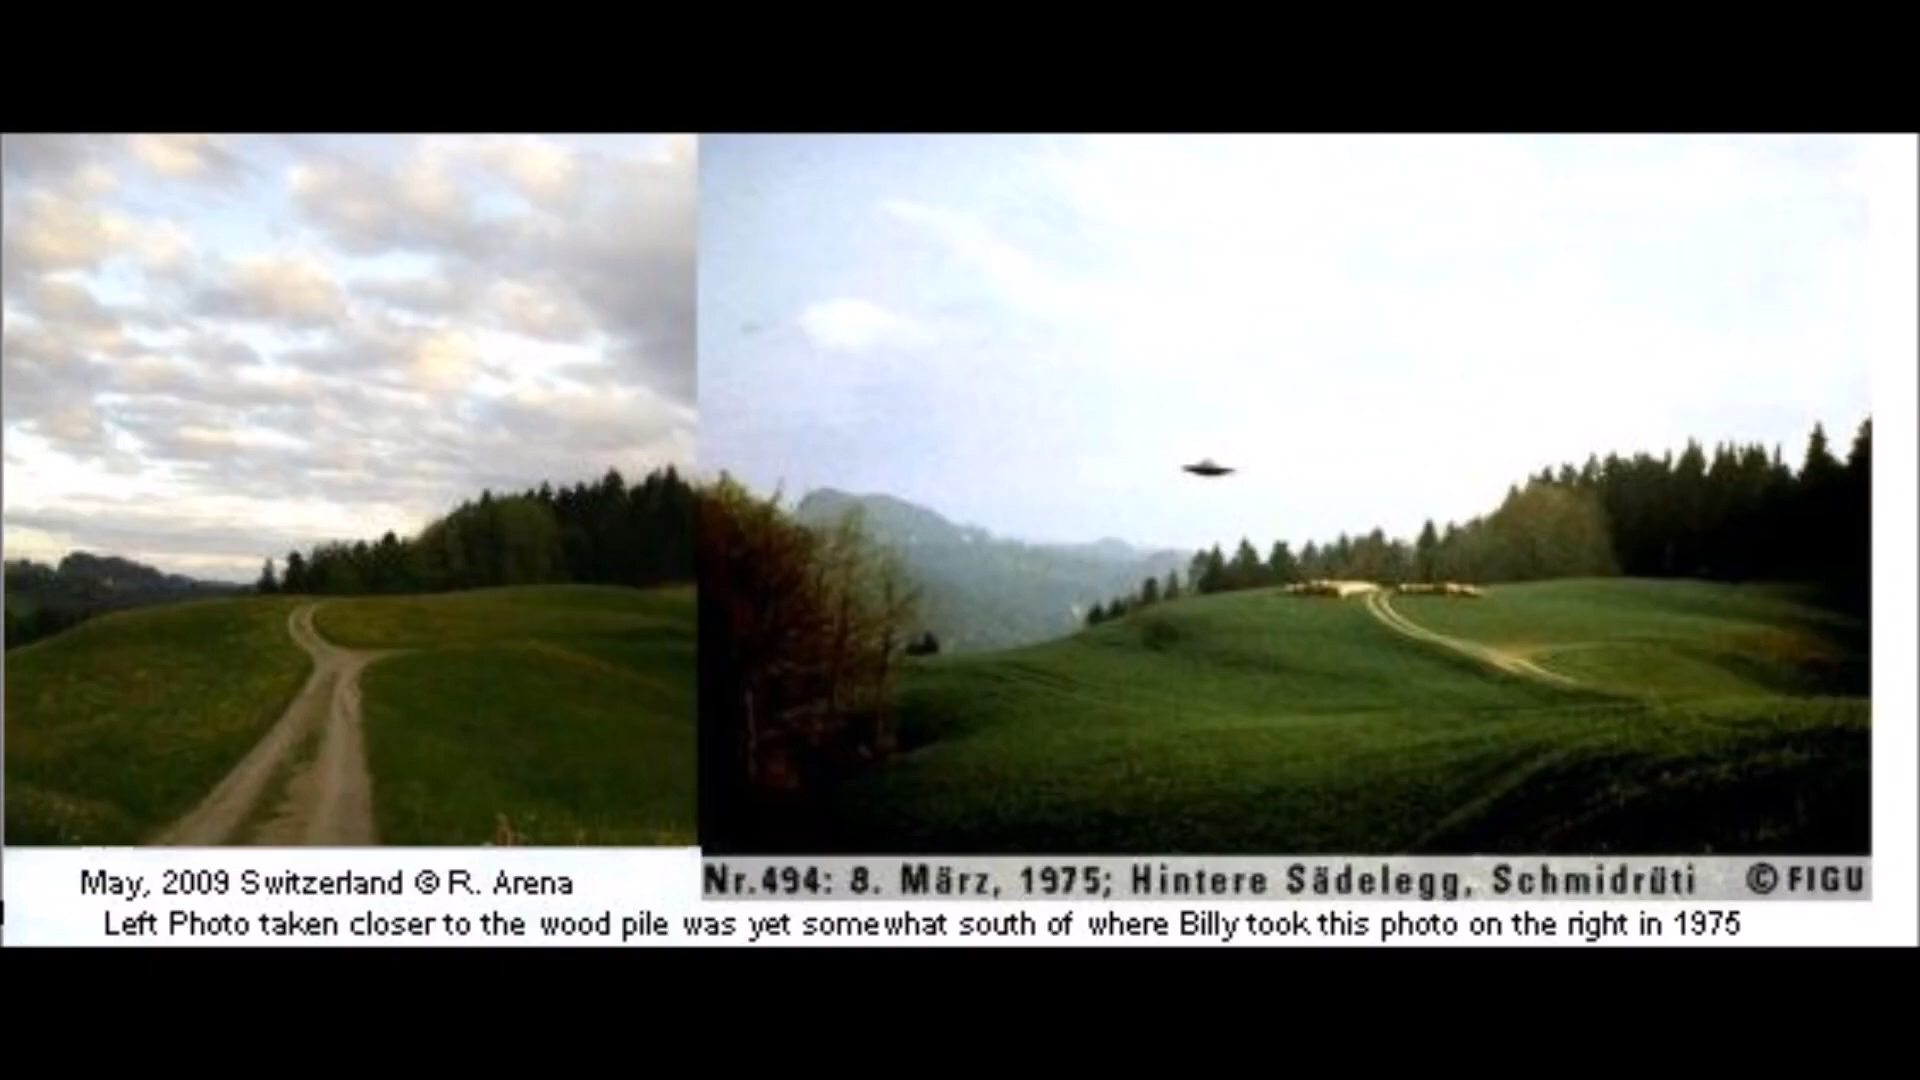 May, 2009 Switzerland © R. Arena
Nr.494: 8. März, 1975; Hintere Sädelegg, Schmidrüti ©FIGU
Left Photo taken closer to the wood pile was yet somewhat south of where Billy took this photo on the right in 1975